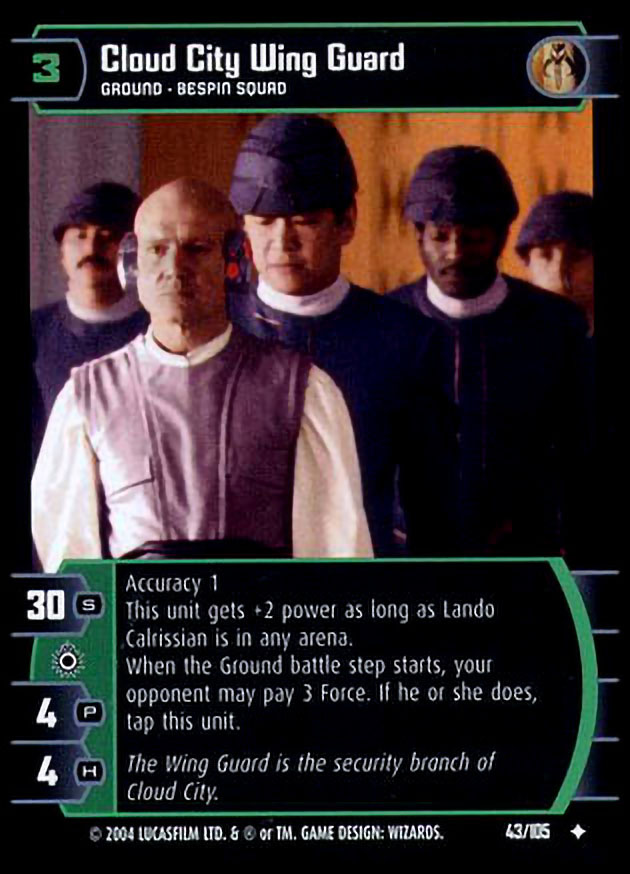 3
Cloud City Wing Guard
GROUND - BESPIN SQUAD
30 S
Accuracy 1
This unit gets +2 power as long as Lando
Calrissian is in any arena.
When the Ground battle step starts, your
opponent may pay 3 Force. If he or she does,
tap this unit.
4 P
4 H
The Wing Guard is the security branch of
Cloud City.
© 2004 LUCASFILM LTD. & ® or TM. GAME DESIGN: WIZARDS.
43/105